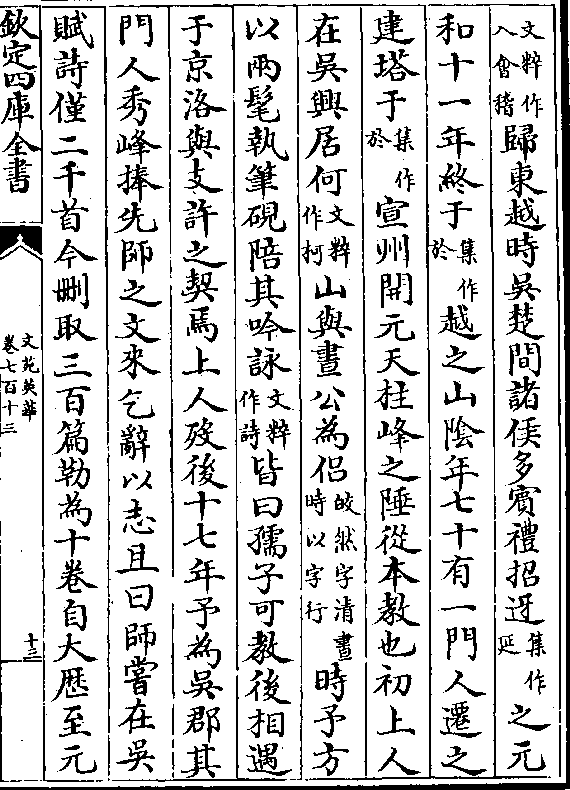 文粹作入會稽歸東越時吳楚間諸侯多賓禮招迓集作延之元
和十一年終于集作於越之山陰年七十有一門人遷之
建塔于集作於宣州開元天柱峰之陲從本教也初上人
在吳興居何文粹作柯山與晝公為侣皎然字清晝時以字行時予方
以兩髦執筆硯陪其吟詠文粹作詩皆曰孺子可教後相遇
于京洛與支許之契焉上人殁後十七年予為吳郡其
門人秀峰捧先師之文來乞辭以志且曰師嘗在吳
賦詩僅二千首今刪取三百篇勒為十卷自大歴至元
欽定四庫全書
文苑英華
卷七百十三
十三